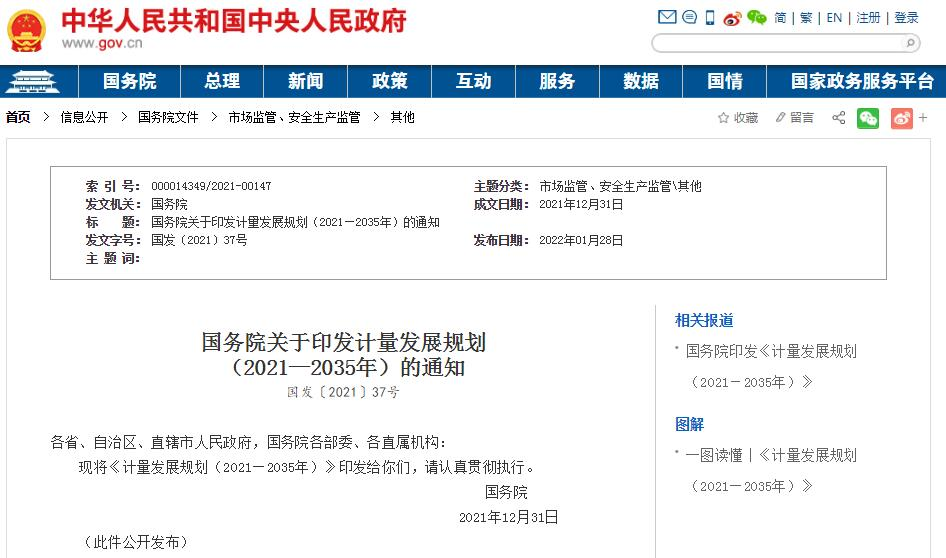 中华人民共和国中央人民政府
www.gov.cn
简 | 繁 | EN | 注册 | 登录
国务院 总理 新闻 政策 互动 服务 数据 国情 国家政务服务平台
首页 > 信息公开 > 国务院文件 > 市场监管、安全生产监管 > 其他
收藏 留言
索 引 号： 000014349/2021-00147 主题分类： 市场监管、安全生产监管\其他
发文机关： 国务院 成文日期： 2021年12月31日
标 题： 国务院关于印发计量发展规划（2021—2035年）的通知
发文字号： 国发〔2021〕37号 发布日期： 2022年01月28日
主 题 词：
国务院关于印发计量发展规划
（2021—2035年）的通知
国发〔2021〕37号
各省、自治区、直辖市人民政府，国务院各部委、各直属机构：
现将《计量发展规划（2021—2035年）》印发给你们，请认真贯彻执行。
国务院
2021年12月31日
（此件公开发布）
相关报道
国务院印发《计量发展规划
（2021－2035年）》
图解
一图读懂丨《计量发展规划
（2021－2035年）》